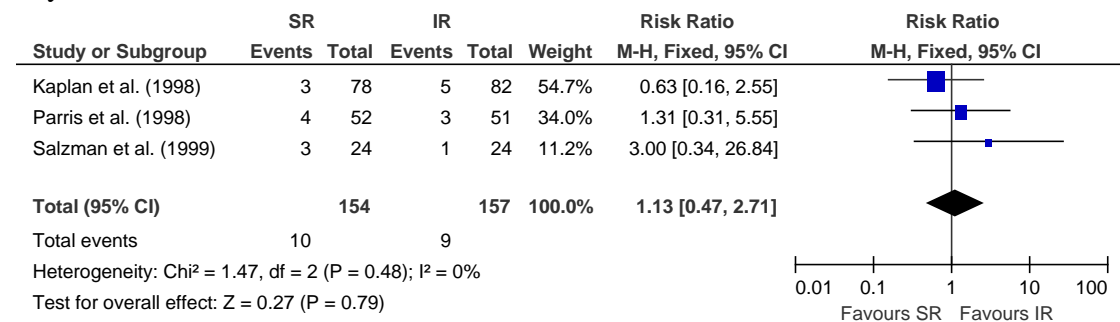 SR IR Risk Ratio Risk Ratio
Study or Subgroup Events Total Events Total Weight M-H, Fixed, 95% CI M-H, Fixed, 95% CI
Kaplan et al. (1998) 3 78 5 82 54.7% 0.63 [0.16, 2.55]
Parris et al. (1998) 4 52 3 51 34.0% 1.31 [0.31, 5.55]
Salzman et al. (1999) 3 24 1 24 11.2% 3.00 [0.34, 26.84]
Total (95% CI) 154 157 100.0% 1.13 [0.47, 2.71]
Total events 10 9
Heterogeneity: Chi² = 1.47, df = 2 (P = 0.48); I² = 0%
Test for overall effect: Z = 0.27 (P = 0.79)
0.01 0.1 1 10 100
Favours SR Favours IR